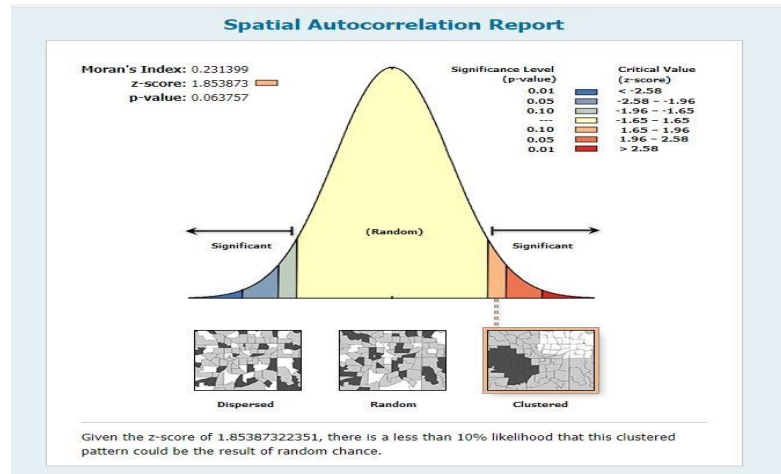 Spatial Autocorrelation Report
Moran's Index: 0.231399
z-score: 1.853873
p-value: 0.063757
Significance Level
(p-value)
Critical Value
(z-score)
0.01 < -2.58
0.05 -2.58 – -1.96
0.10 -1.96 – -1.65
--- -1.65 – 1.65
0.10 1.65 – 1.96
0.05 1.96 – 2.58
0.01 > 2.58
Significant
(Random)
Significant
Dispersed
Random
Clustered
Given the z-score of 1.85387322351, there is a less than 10% likelihood that this clustered
pattern could be the result of random chance.